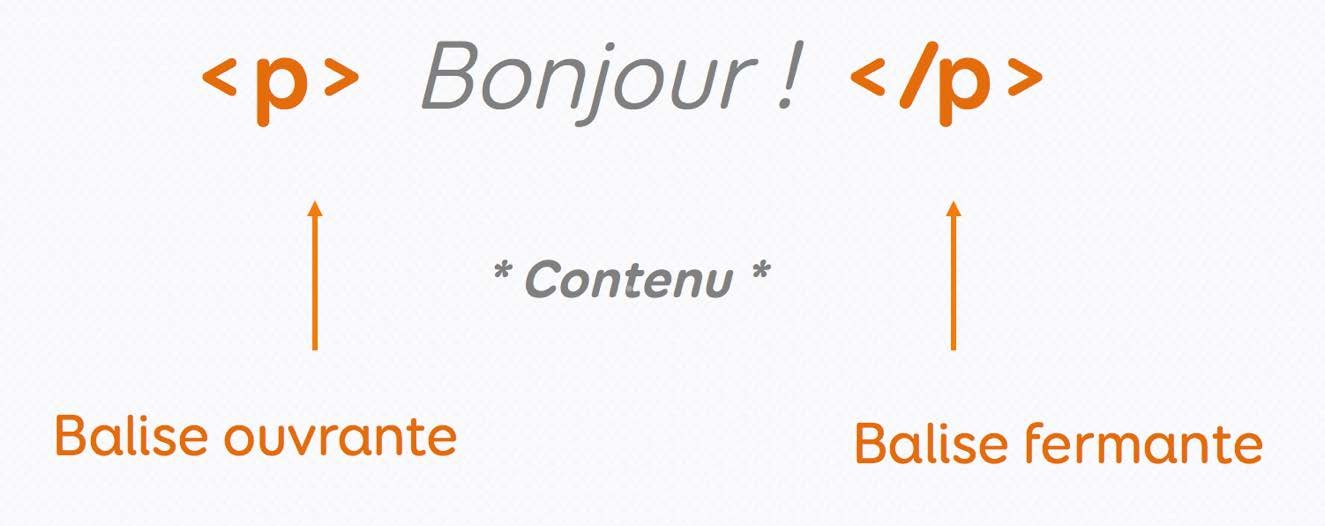 <p> Bonjour ! </p>
* Contenu *
Balise ouvrante
Balise fermante